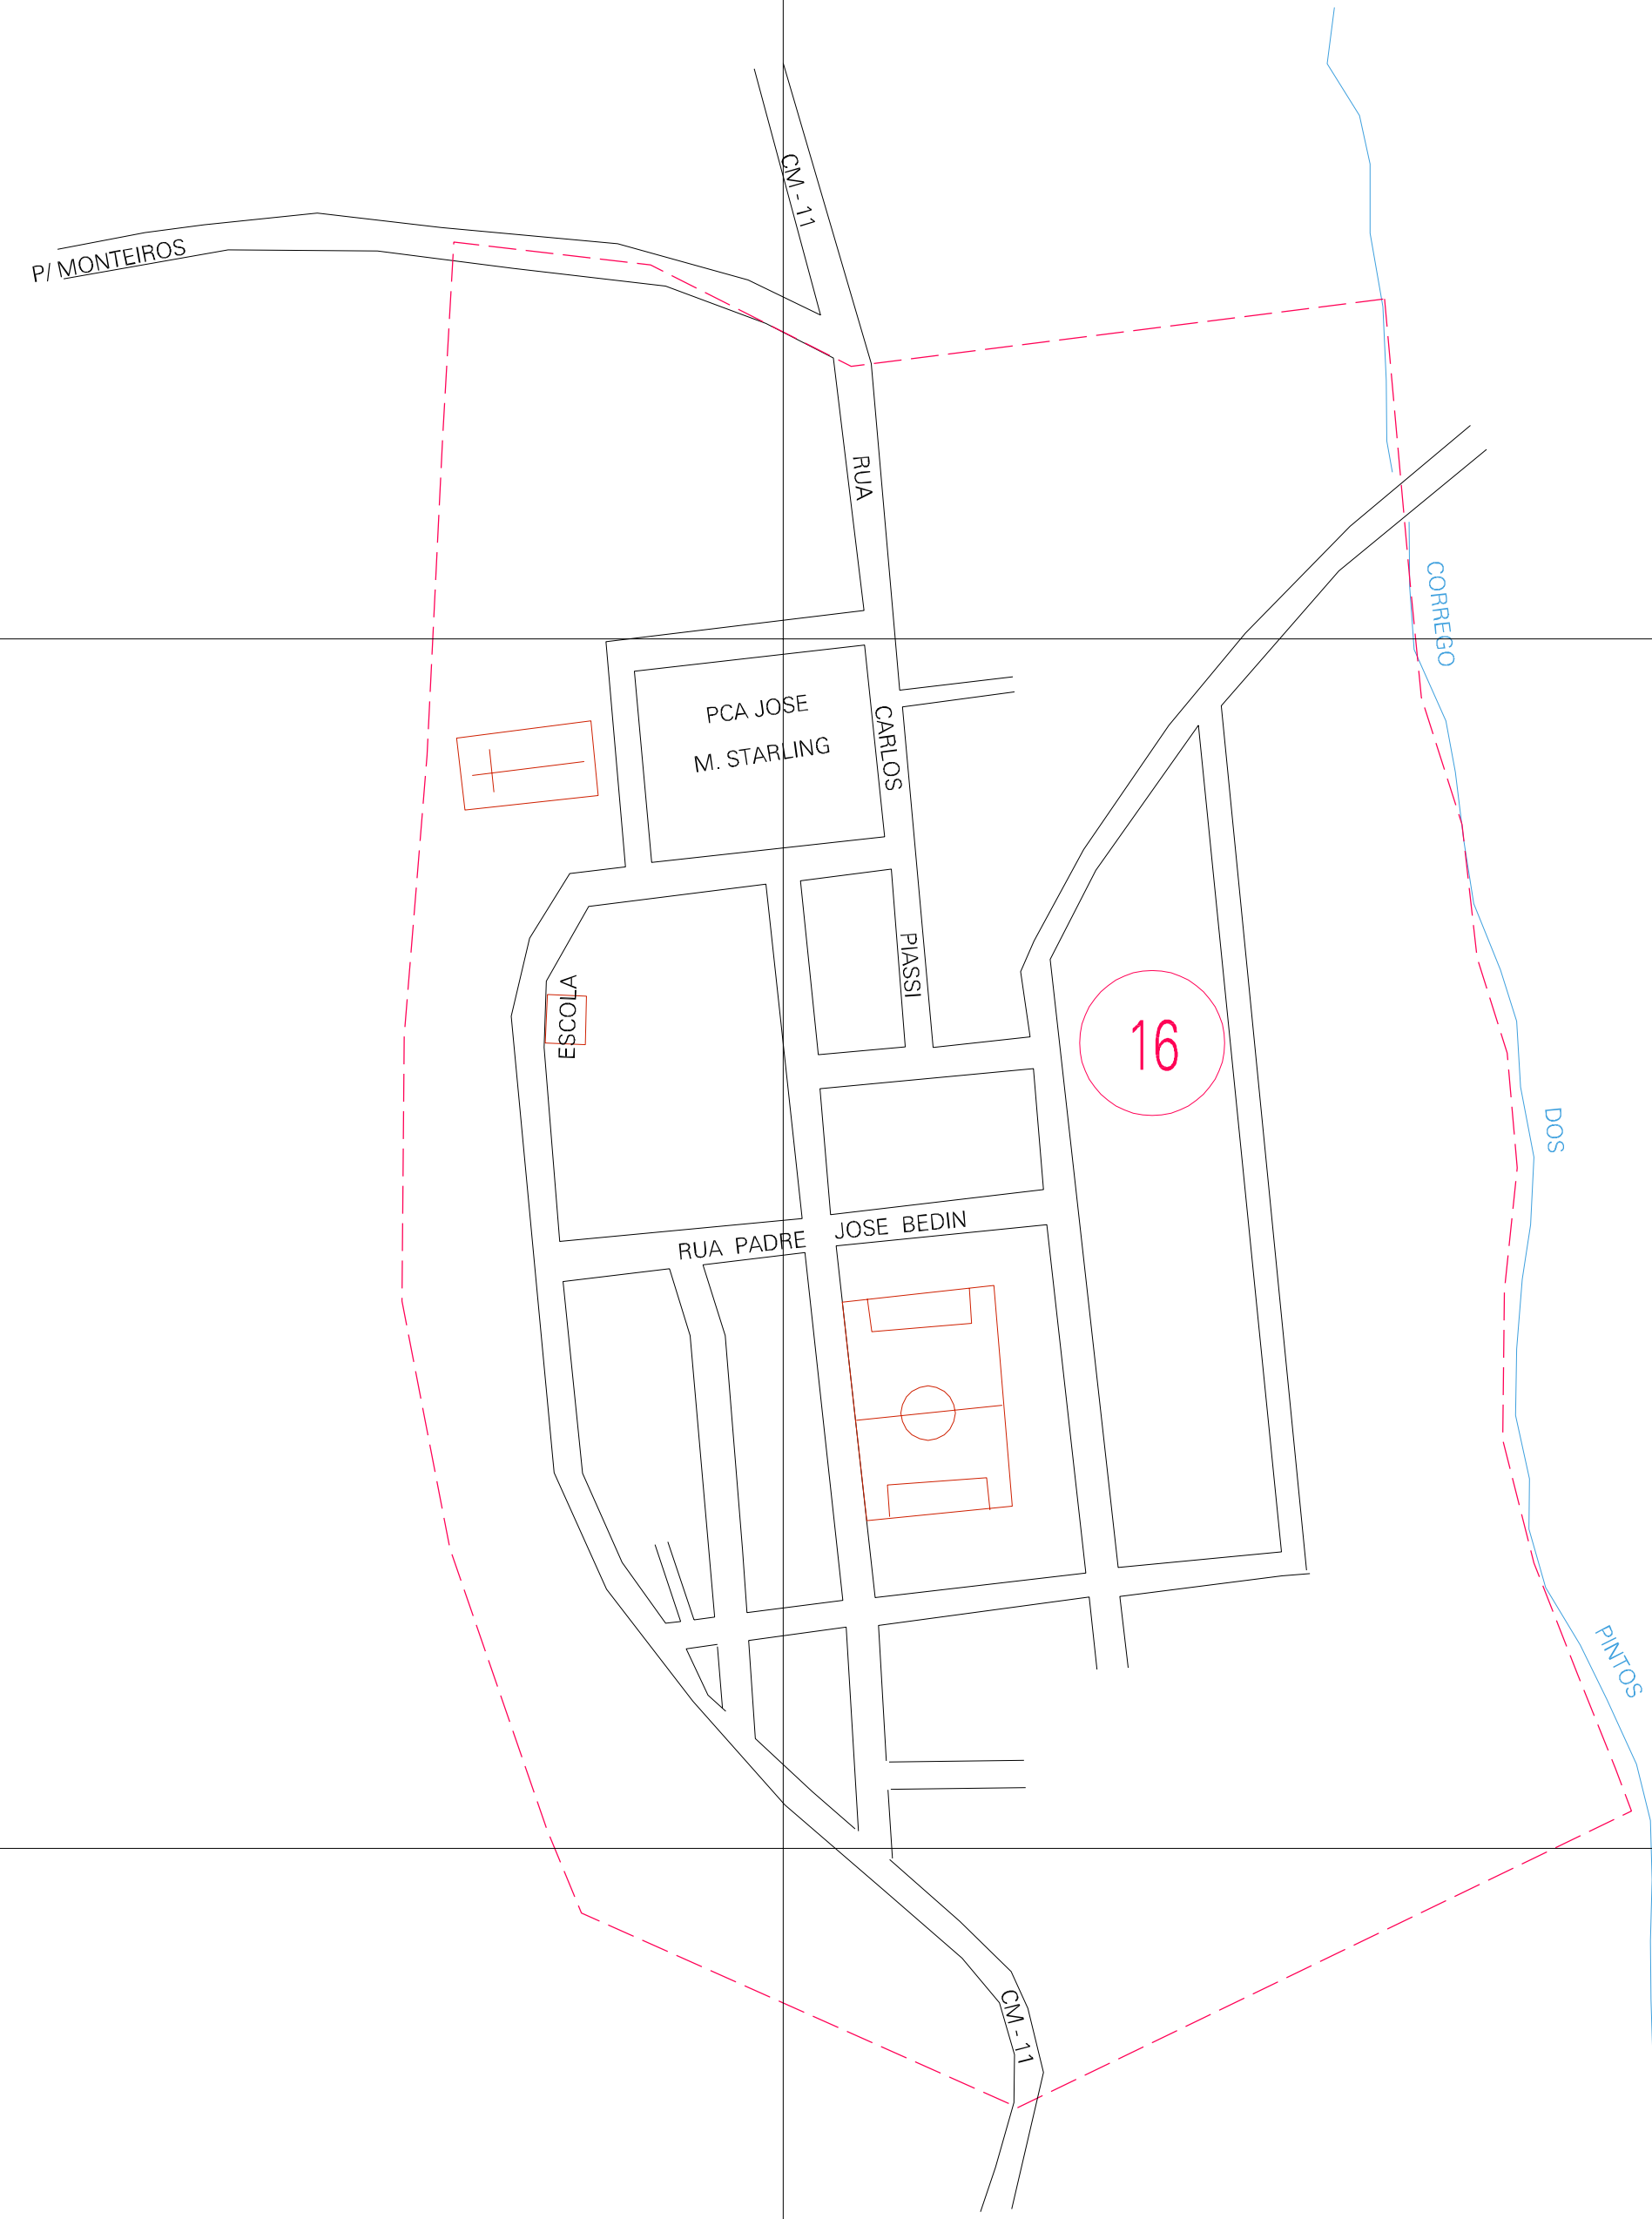 CM - 11
P/ MONTEIROS
RUA
CORREGO
PCA JOSE
M. STARLING
CARLOS
PIASSI
ESCOLA
16
DOS
RUA PADRE JOSE BEDIN
PINTOS
CM - 11